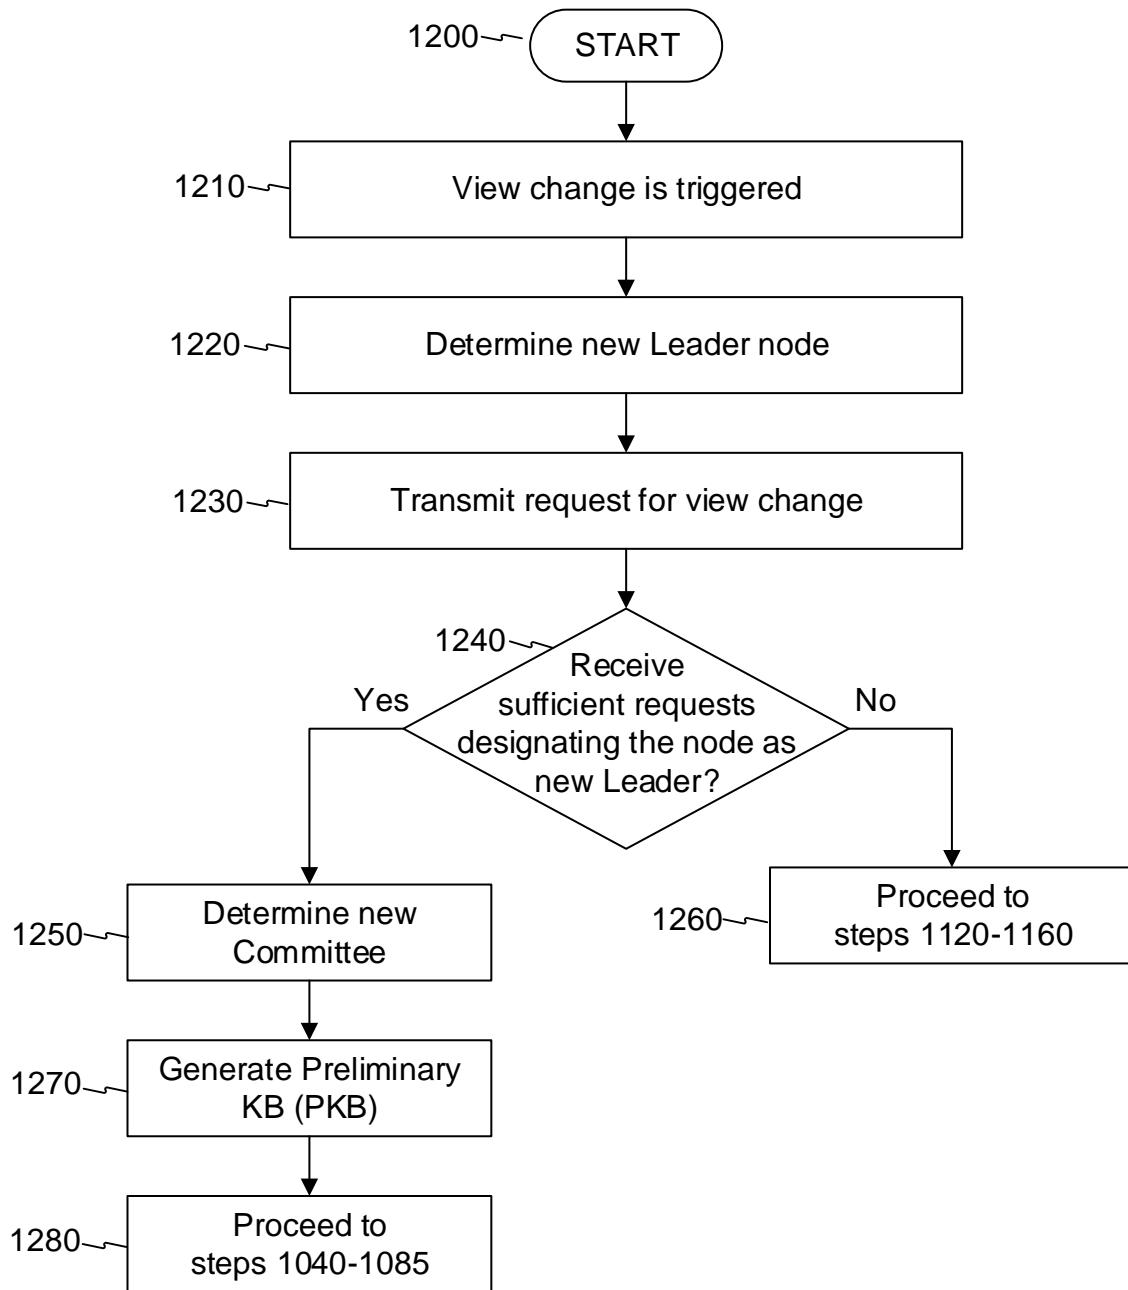 1200
START
1210
View change is triggered
1220
Determine new Leader node
1230
Transmit request for view change
1240
Receive
sufficient requests
designating the node as
new Leader?
Yes
No
1250
Determine new
Committee
1260
Proceed to
steps 1120-1160
1270
Generate Preliminary
KB (PKB)
1280
Proceed to
steps 1040-1085